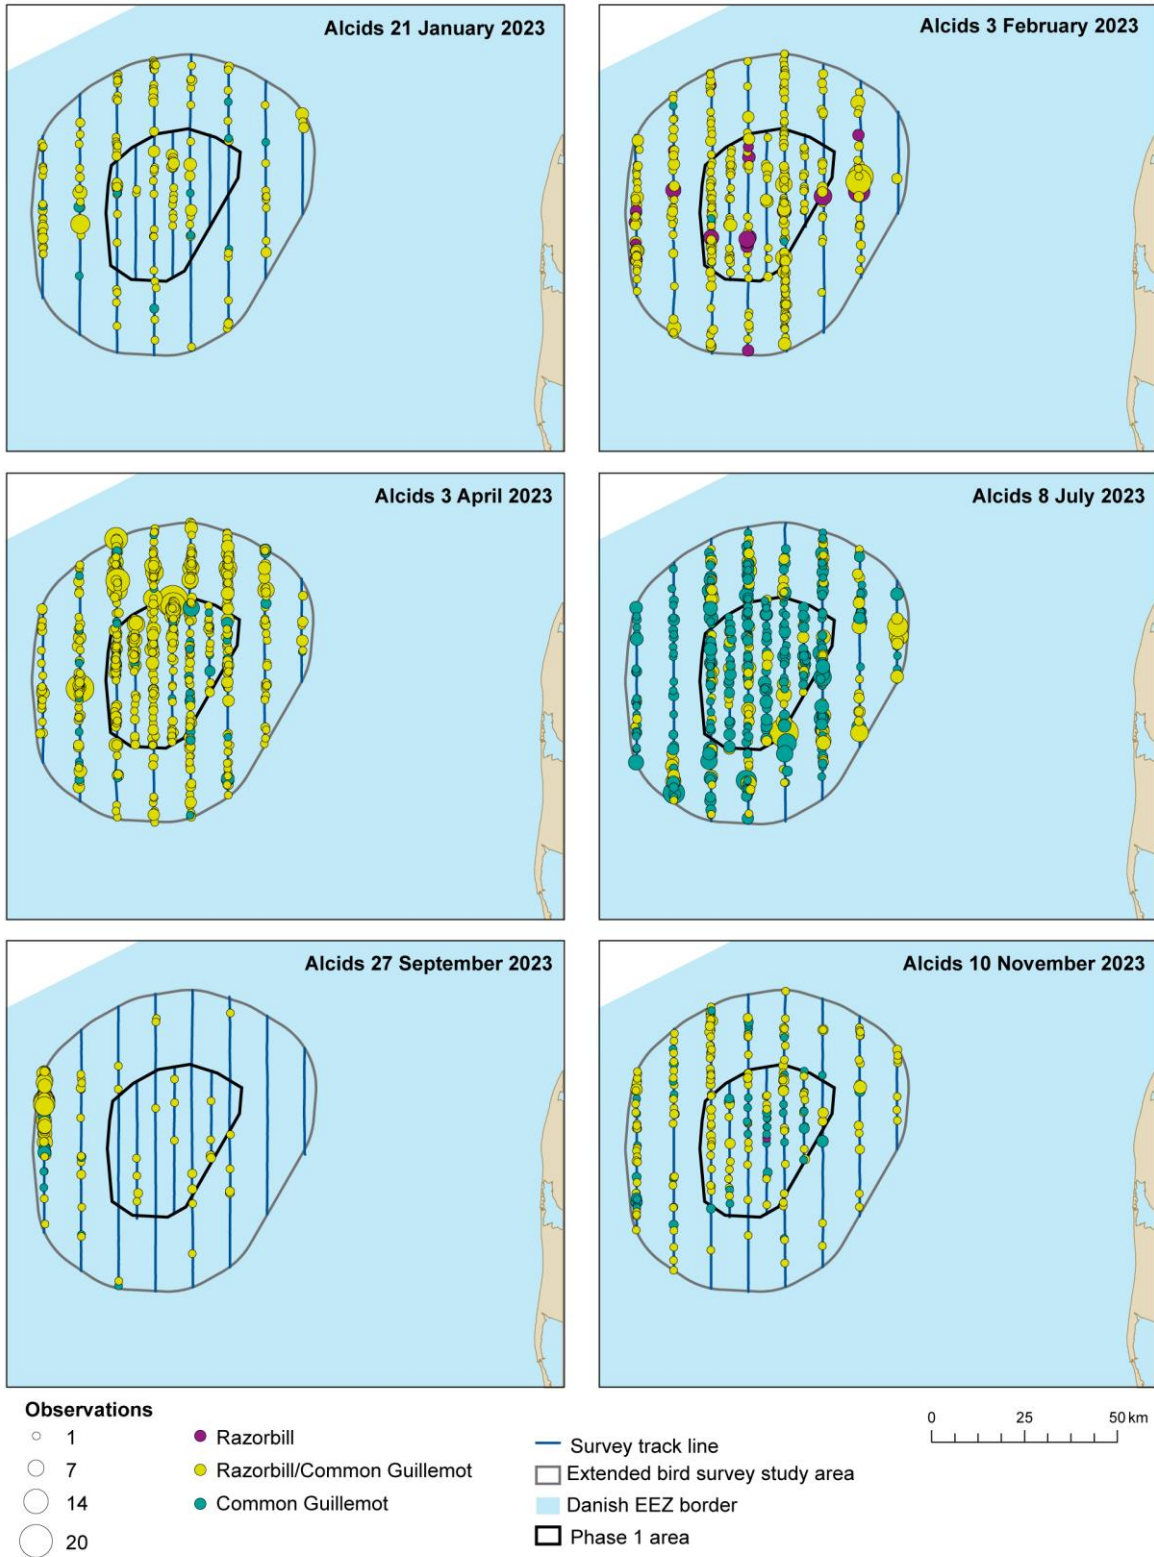 Alcids 21 January 2023
Alcids 3 February 2023
Alcids 3 April 2023
Alcids 8 July 2023
Alcids 27 September 2023
Alcids 10 November 2023
Observations
1
7
14
20
Razorbill
Razorbill/Common Guillemot
Common Guillemot
Survey track line
Extended bird survey study area
Danish EEZ border
Phase 1 area
0 25 50 km